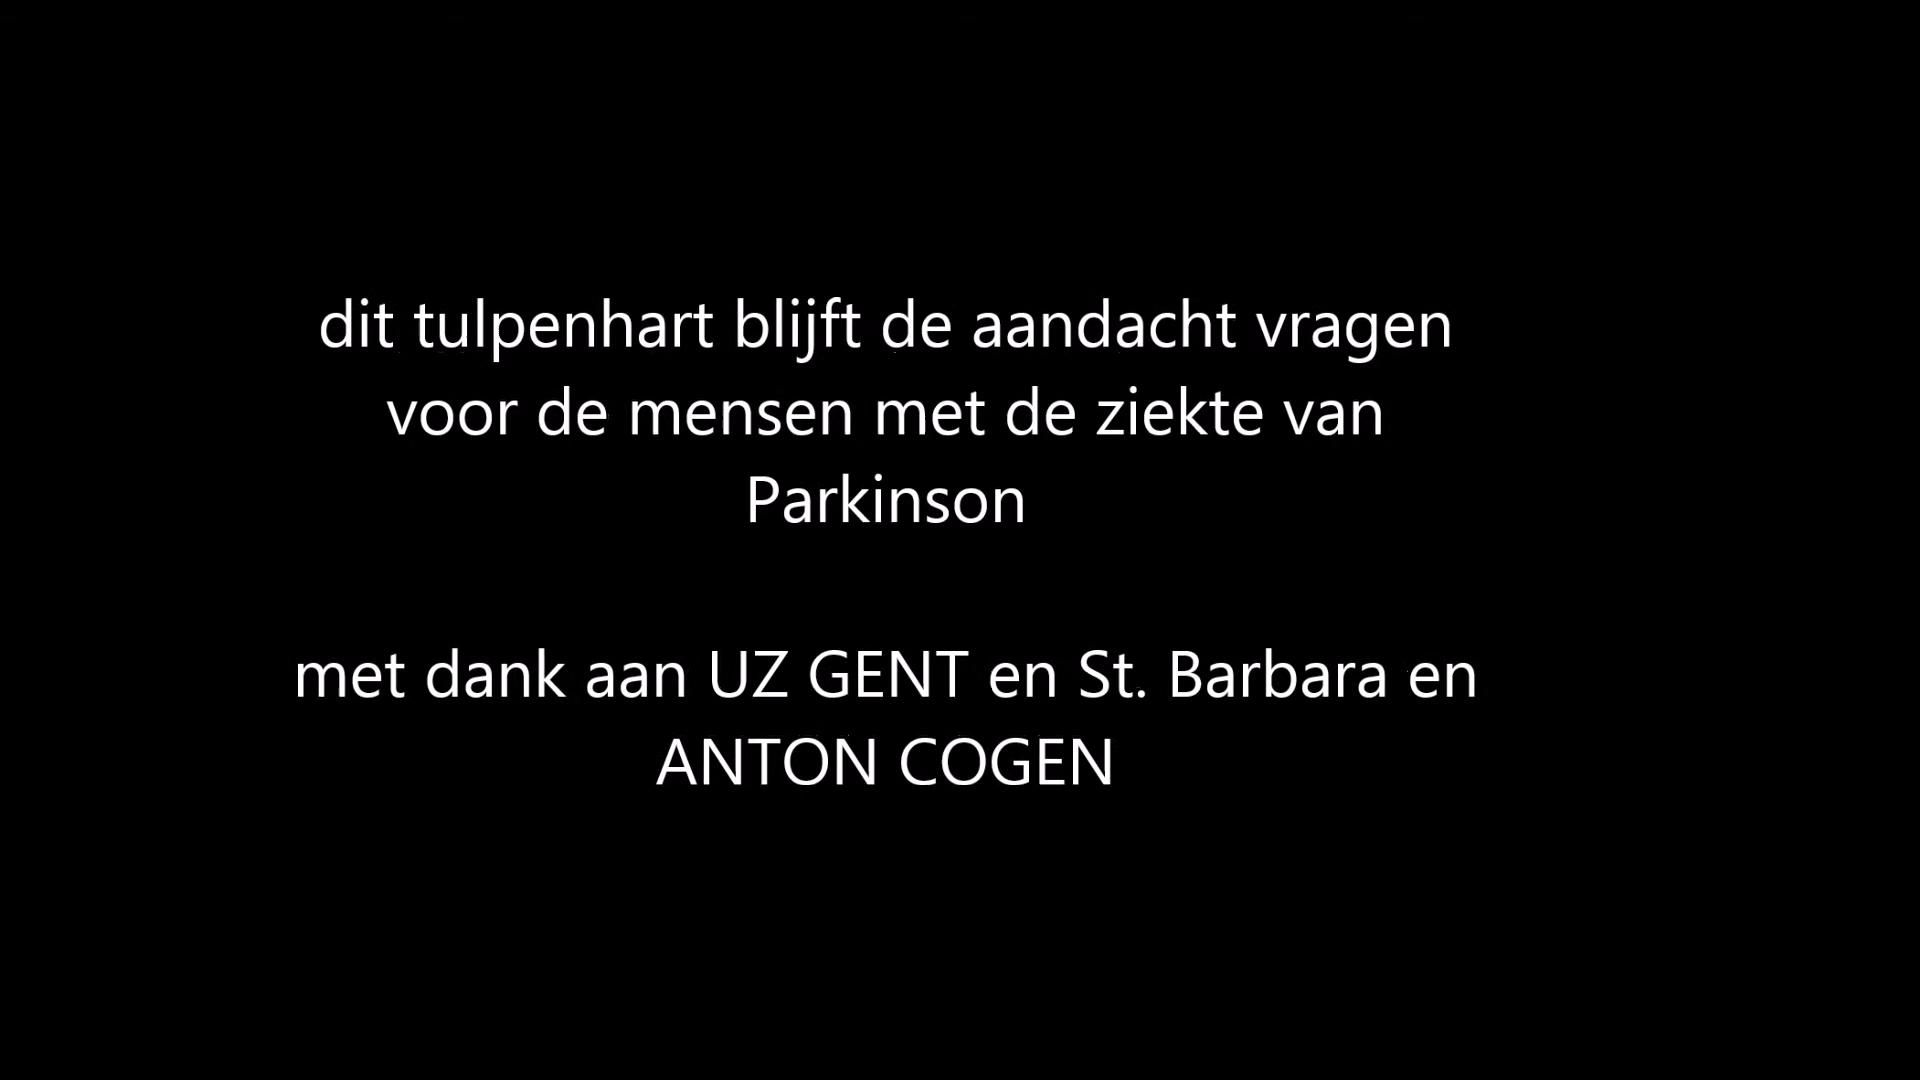 dit tulpenhart blijft de aandacht vragen
voor de mensen met de ziekte van
Parkinson
met dank aan UZ GENT en St. Barbara en
ANTON COGEN